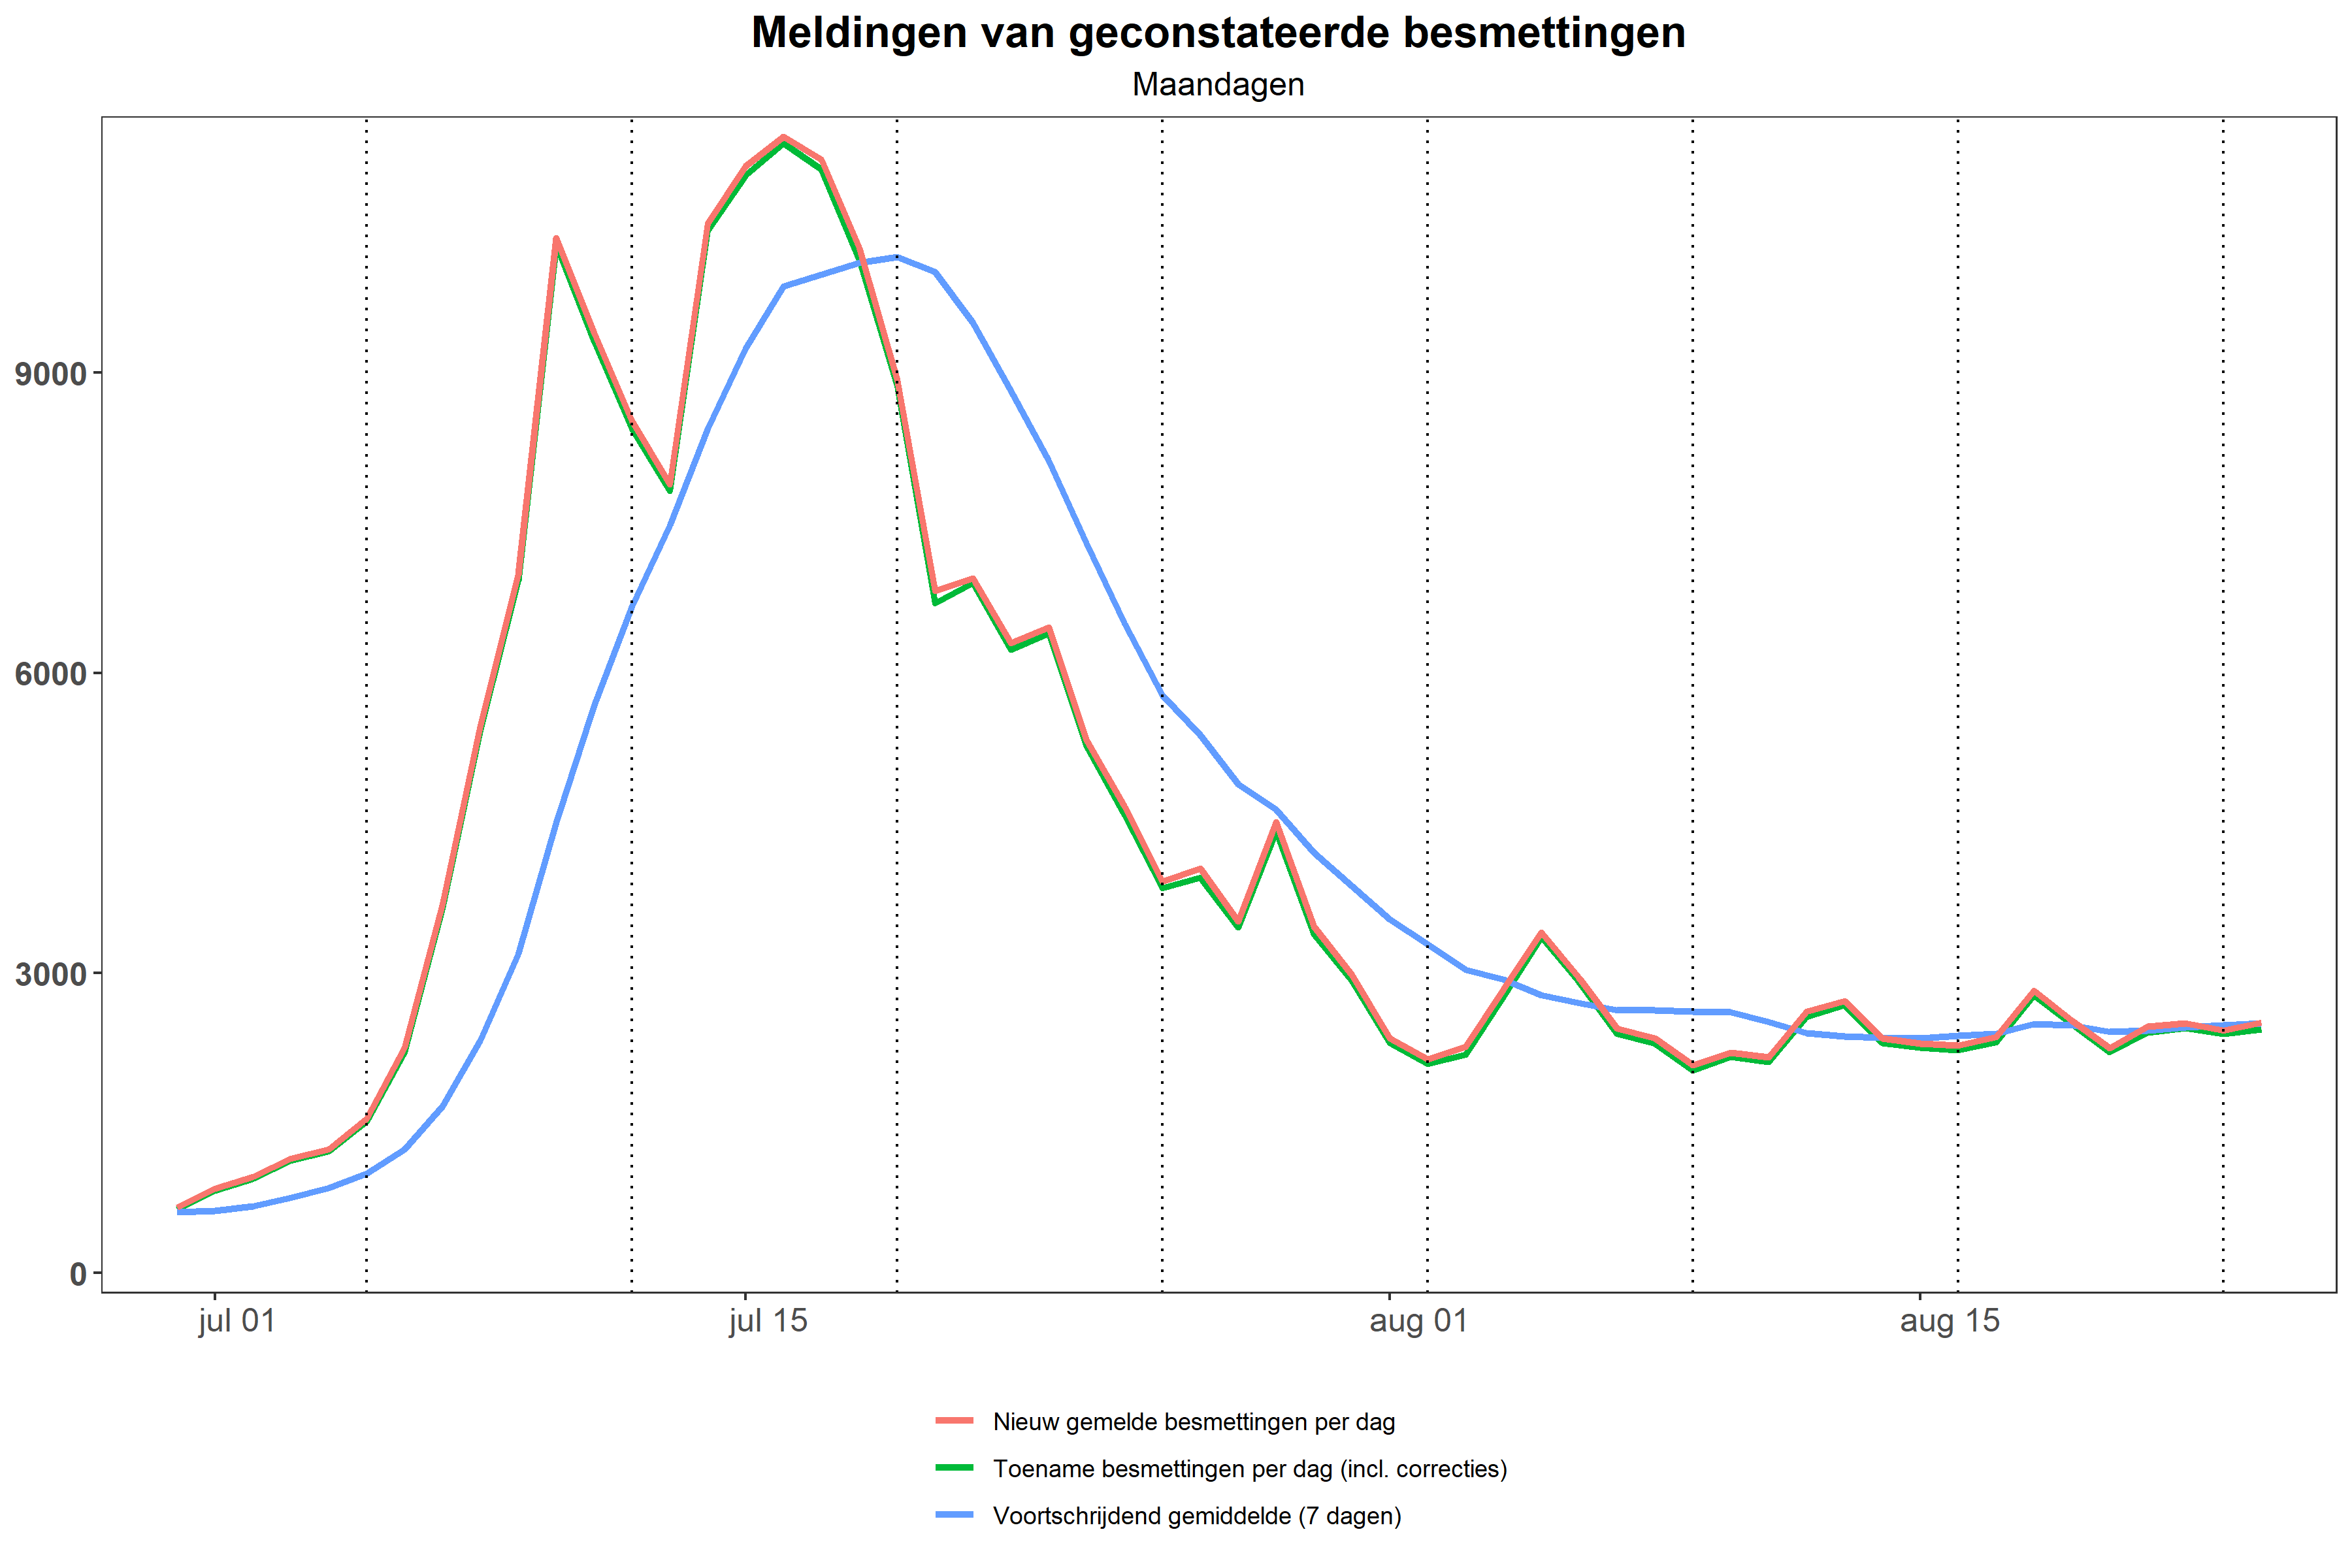 Meldingen van geconstateerde besmettingen
Maandagen
9000
6000
3000
0
jul 01
jul 15
aug 01
aug 15
Nieuw gemelde besmettingen per dag
Toename besmettingen per dag (incl. correcties)
Voortschrijdend gemiddelde (7 dagen)